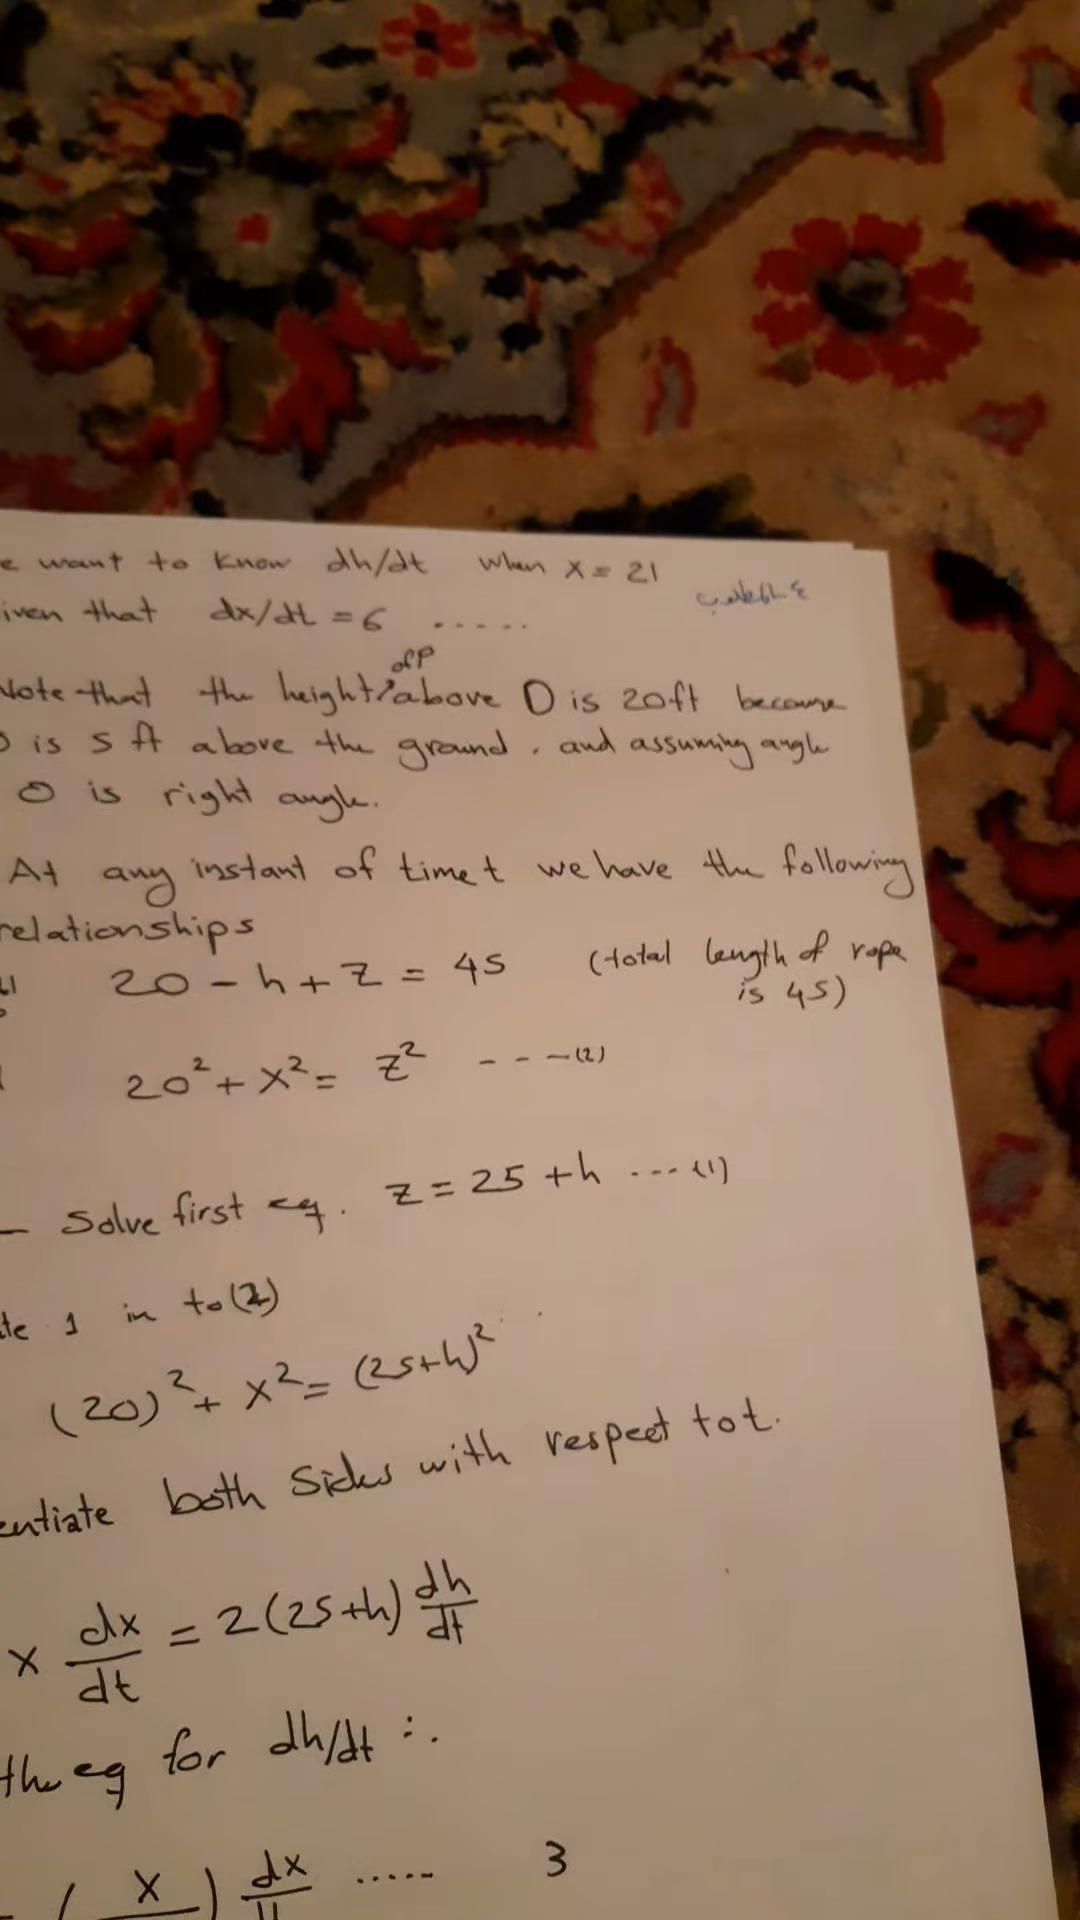 e want to know dh/dt when x = 21
iven that dx/dt = 6 .....
of P
Note that the height above O is 20ft because
O is 5 ft above the ground. and assuming angle
O is right angle.
At any instant of time t we have the following
relationships
20 - h + z = 45 (total length of rope
is 45)
20² + x² = z² - - - (2)
— Solve first eq. z = 25 + h ... (1)
te 1 in to (2)
(20)² + x² = (25+h)²
entiate both sides with respect to t.
x dx/dt = 2(25+h) dh/dt
the eq for dh/dt :.
( x ) dx ..... 3